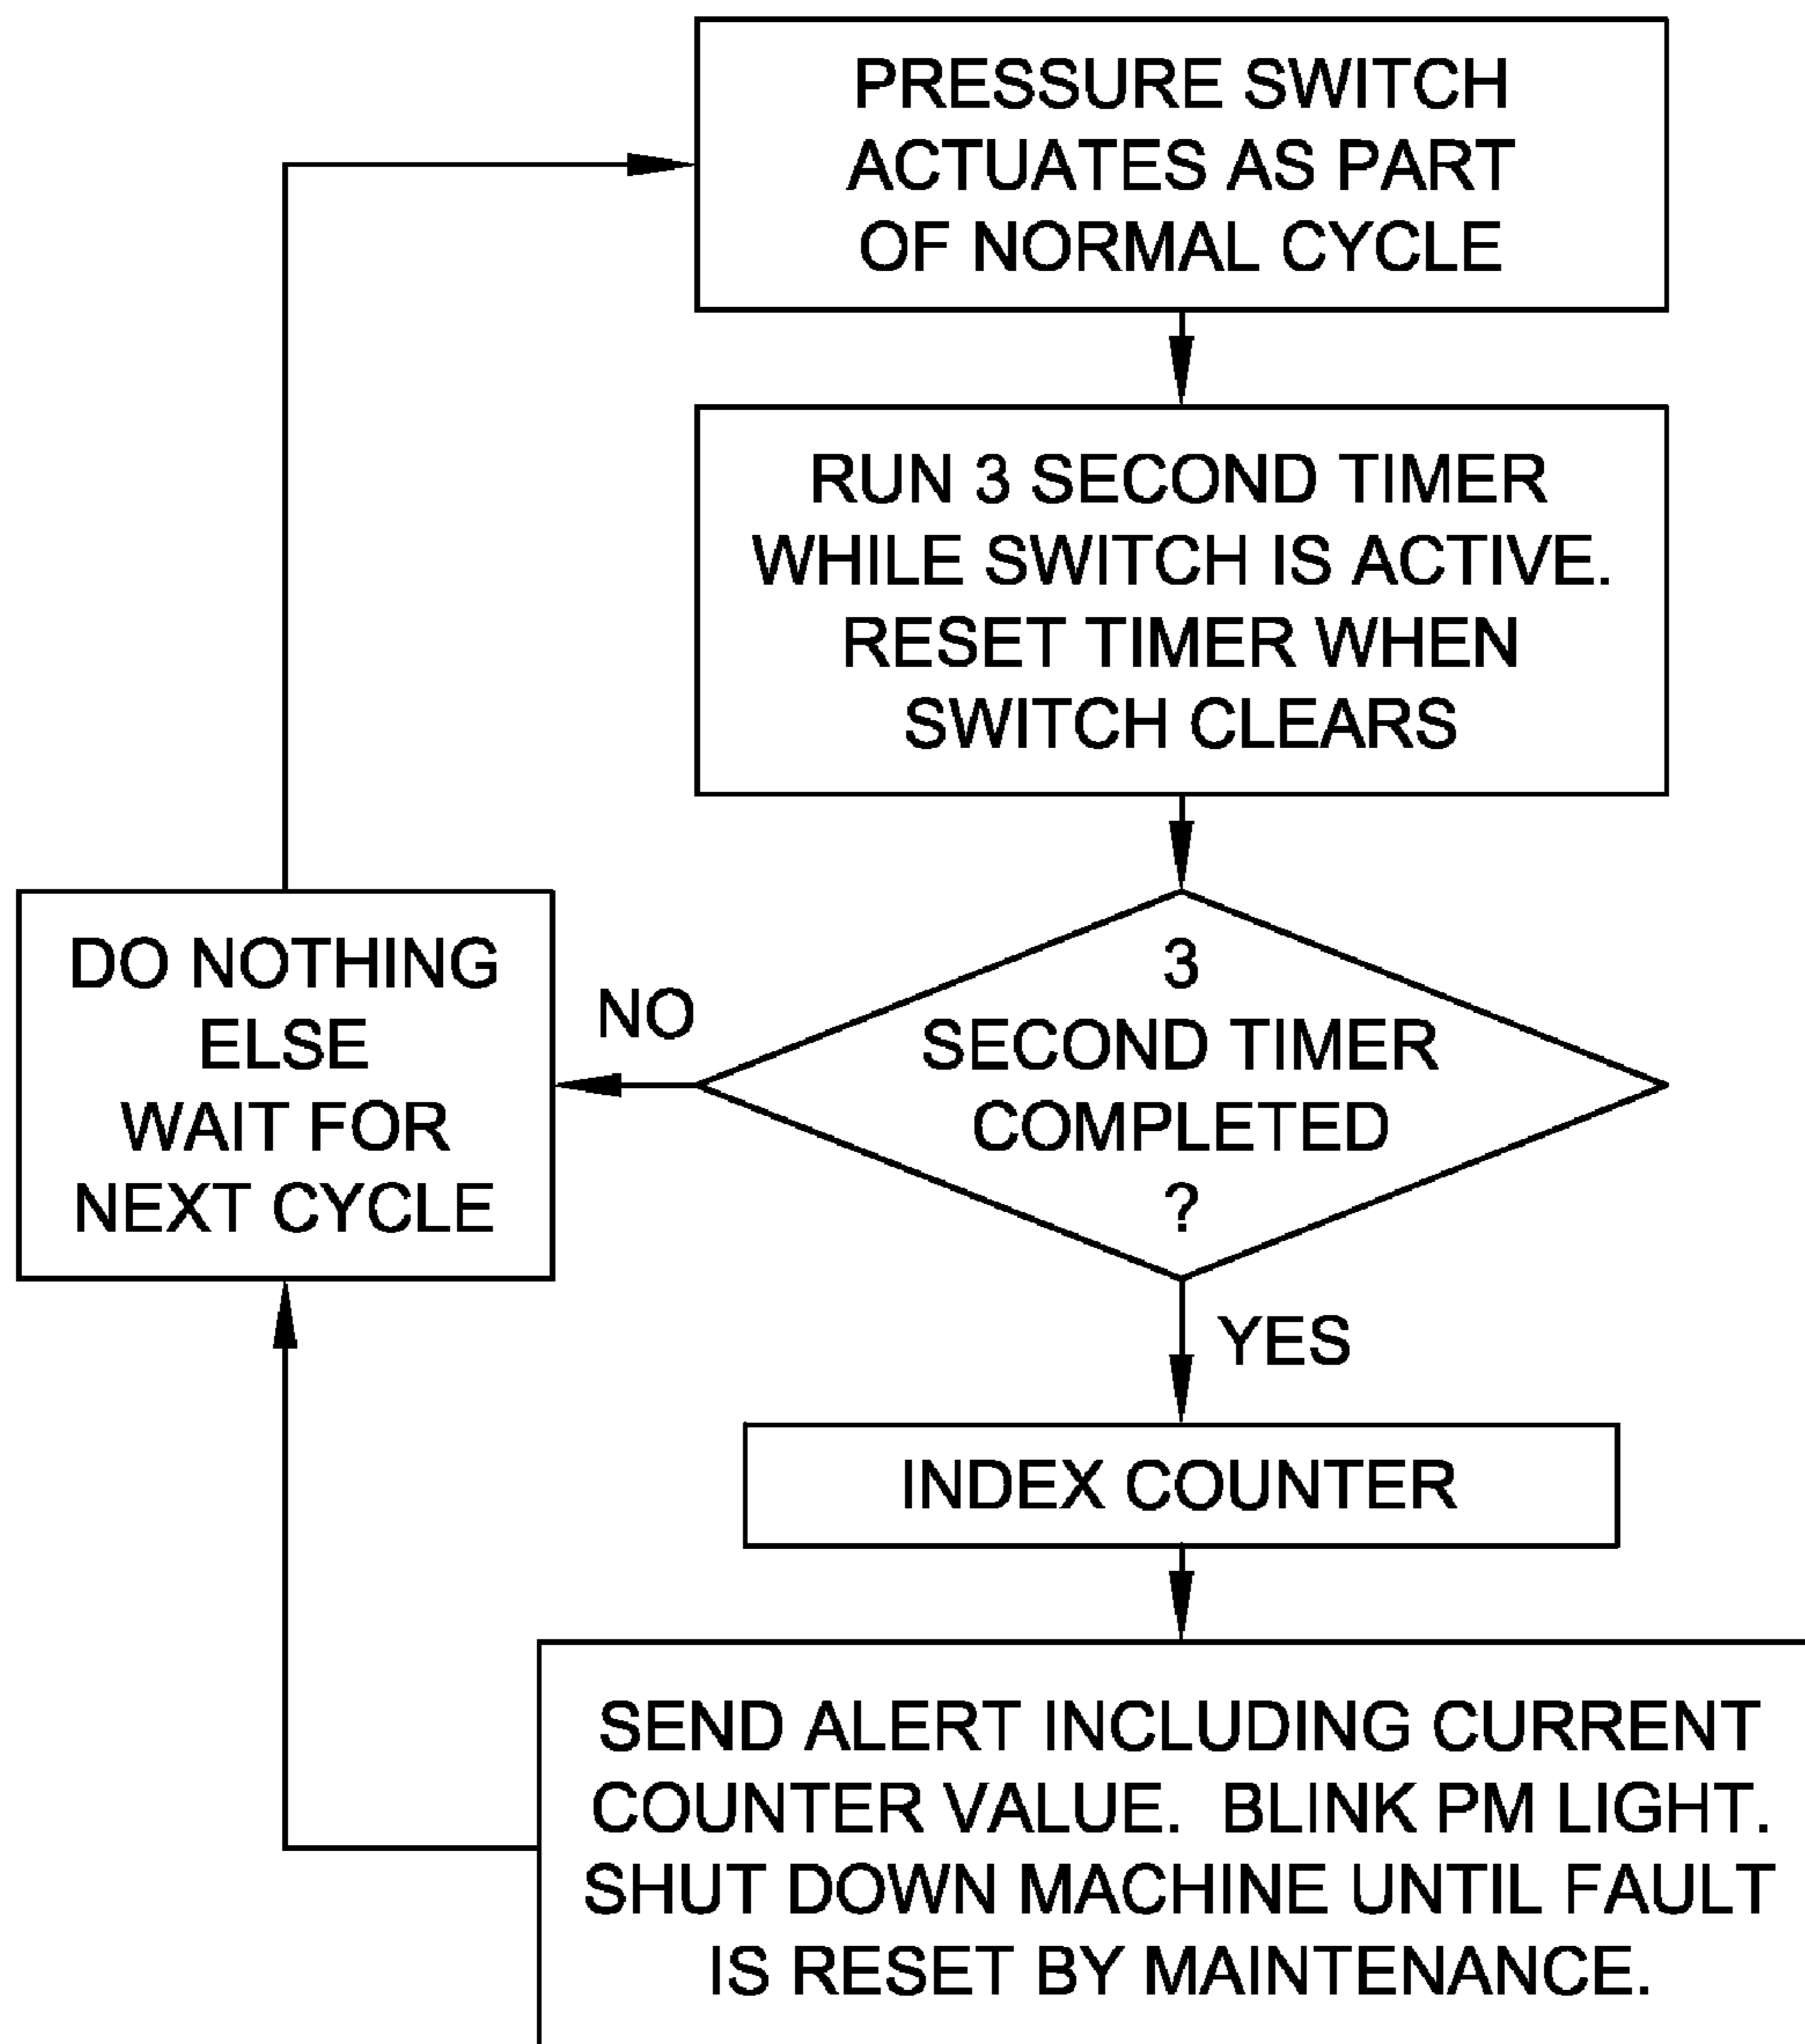 PRESSURE SWITCH
ACTUATES AS PART
OF NORMAL CYCLE
RUN 3 SECOND TIMER
WHILE SWITCH IS ACTIVE.
RESET TIMER WHEN
SWITCH CLEARS
3
SECOND TIMER
COMPLETED
?
NO
DO NOTHING
ELSE
WAIT FOR
NEXT CYCLE
YES
INDEX COUNTER
SEND ALERT INCLUDING CURRENT
COUNTER VALUE. BLINK PM LIGHT.
SHUT DOWN MACHINE UNTIL FAULT
IS RESET BY MAINTENANCE.